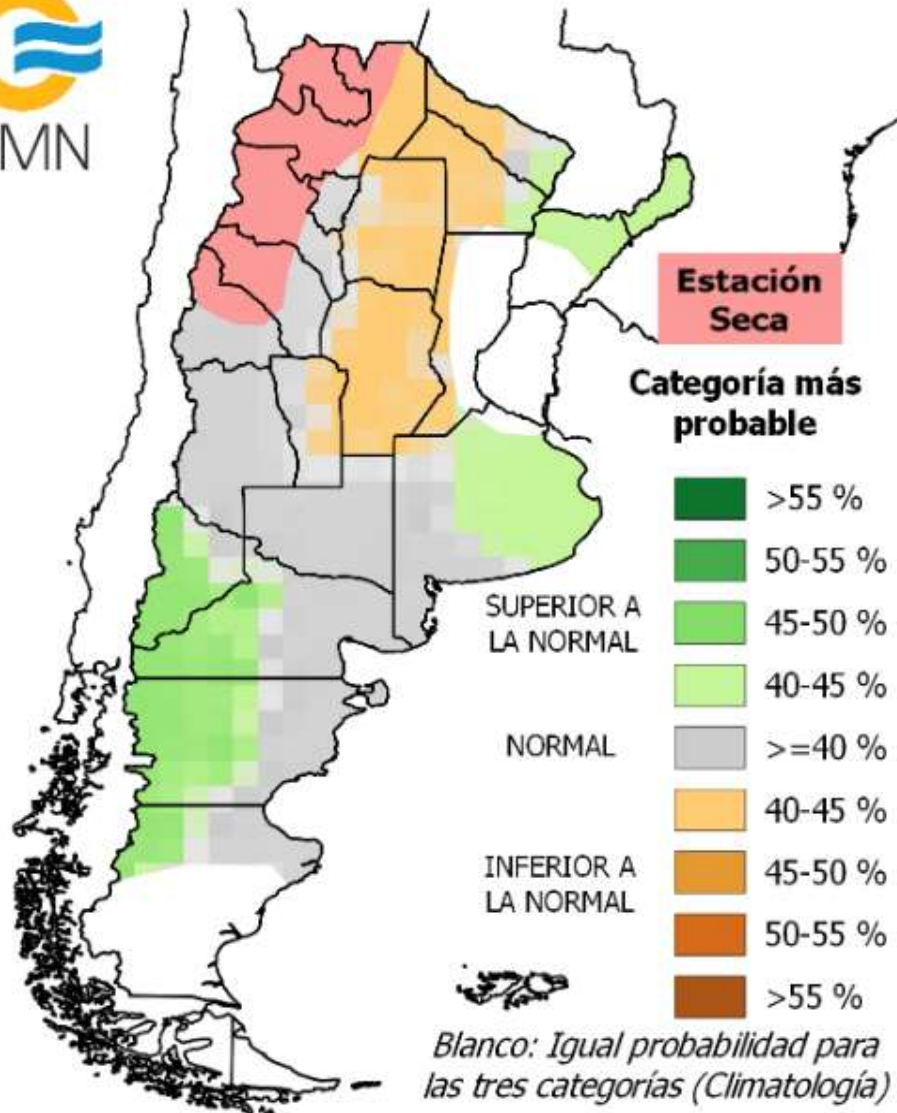 MN
Estación
Seca
Categoría más
probable
>55 %
50-55 %
SUPERIOR A
LA NORMAL
45-50 %
40-45 %
NORMAL
>=40 %
40-45 %
INFERIOR A
LA NORMAL
45-50 %
50-55 %
>55 %
Blanco: Igual probabilidad para
las tres categorías (Climatología)